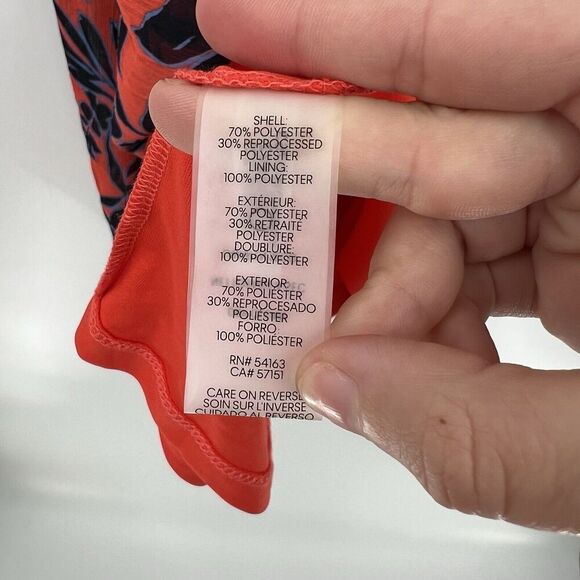 SHELL:
70% POLYESTER
30% REPROCESSED
POLYESTER
LINING:
100% POLYESTER
EXTÉRIEUR:
70% POLYESTER
30% RETRAITE
POLYESTER
DOUBLURE:
100% POLYESTER
EXTERIOR:
70% POLIÉSTER
30% REPROCESADO
POLIÉSTER
FORRO:
100% POLIÉSTER
RN# 54163
CA# 57151
CARE ON REVERSE
SOIN SUR L'INVERSE
CUIDADO AL REVERSO